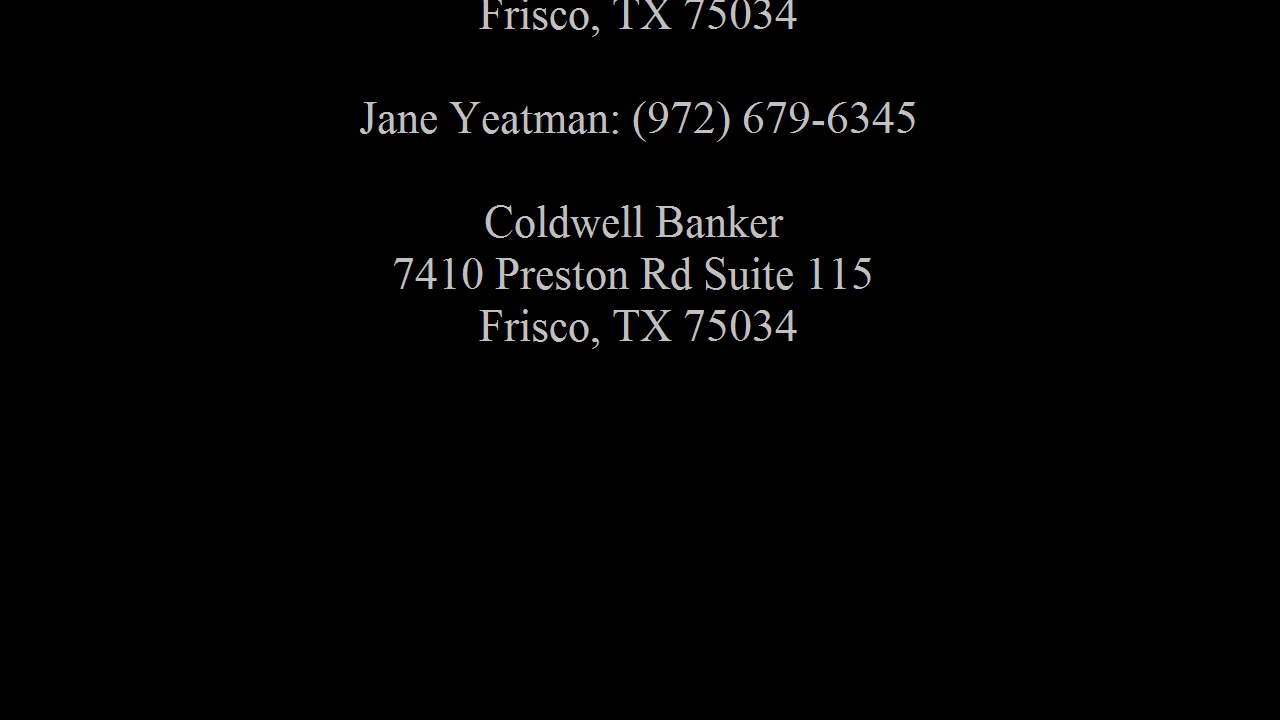 Frisco, TX 75034
Jane Yeatman: (972) 679-6345
Coldwell Banker
7410 Preston Rd Suite 115
Frisco, TX 75034